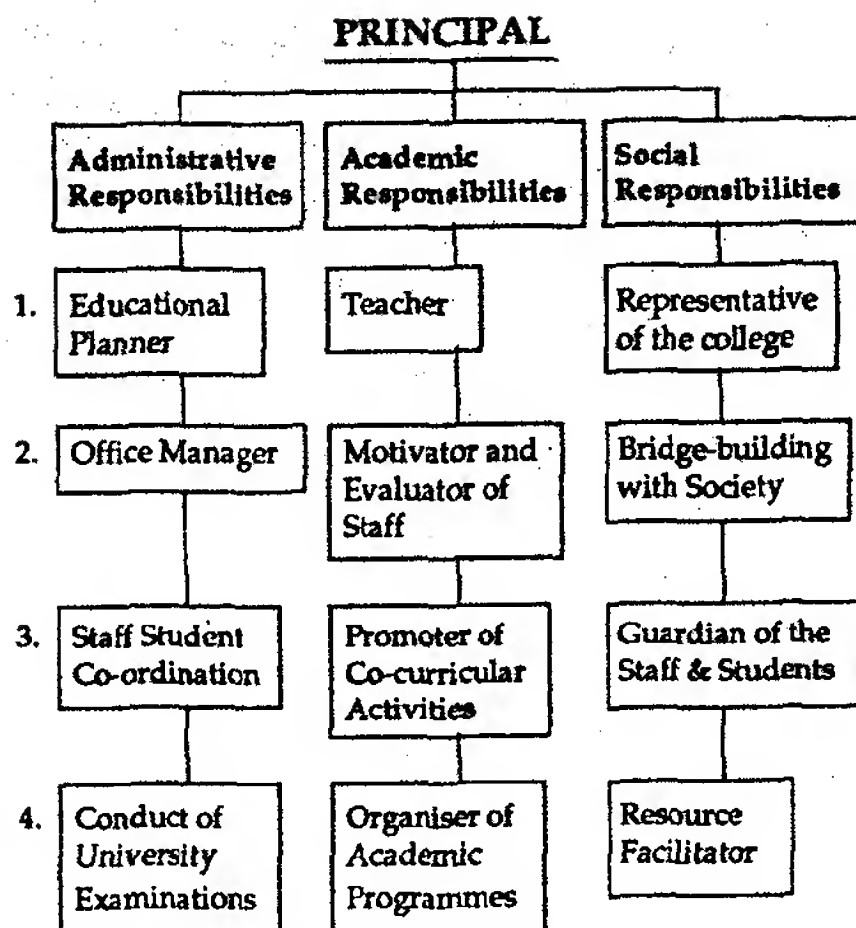 PRINCIPAL
Administrative
Responsibilities
Academic
Responsibilities
Social
Responsibilities
1.
Educational
Planner
Teacher
Representative
of the college
2.
Office Manager
Motivator and
Evaluator of
Staff
Bridge-building
with Society
3.
Staff Student
Co-ordination
Promoter of
Co-curricular
Activities
Guardian of the
Staff & Students
4.
Conduct of
University
Examinations
Organiser of
Academic
Programmes
Resource
Facilitator